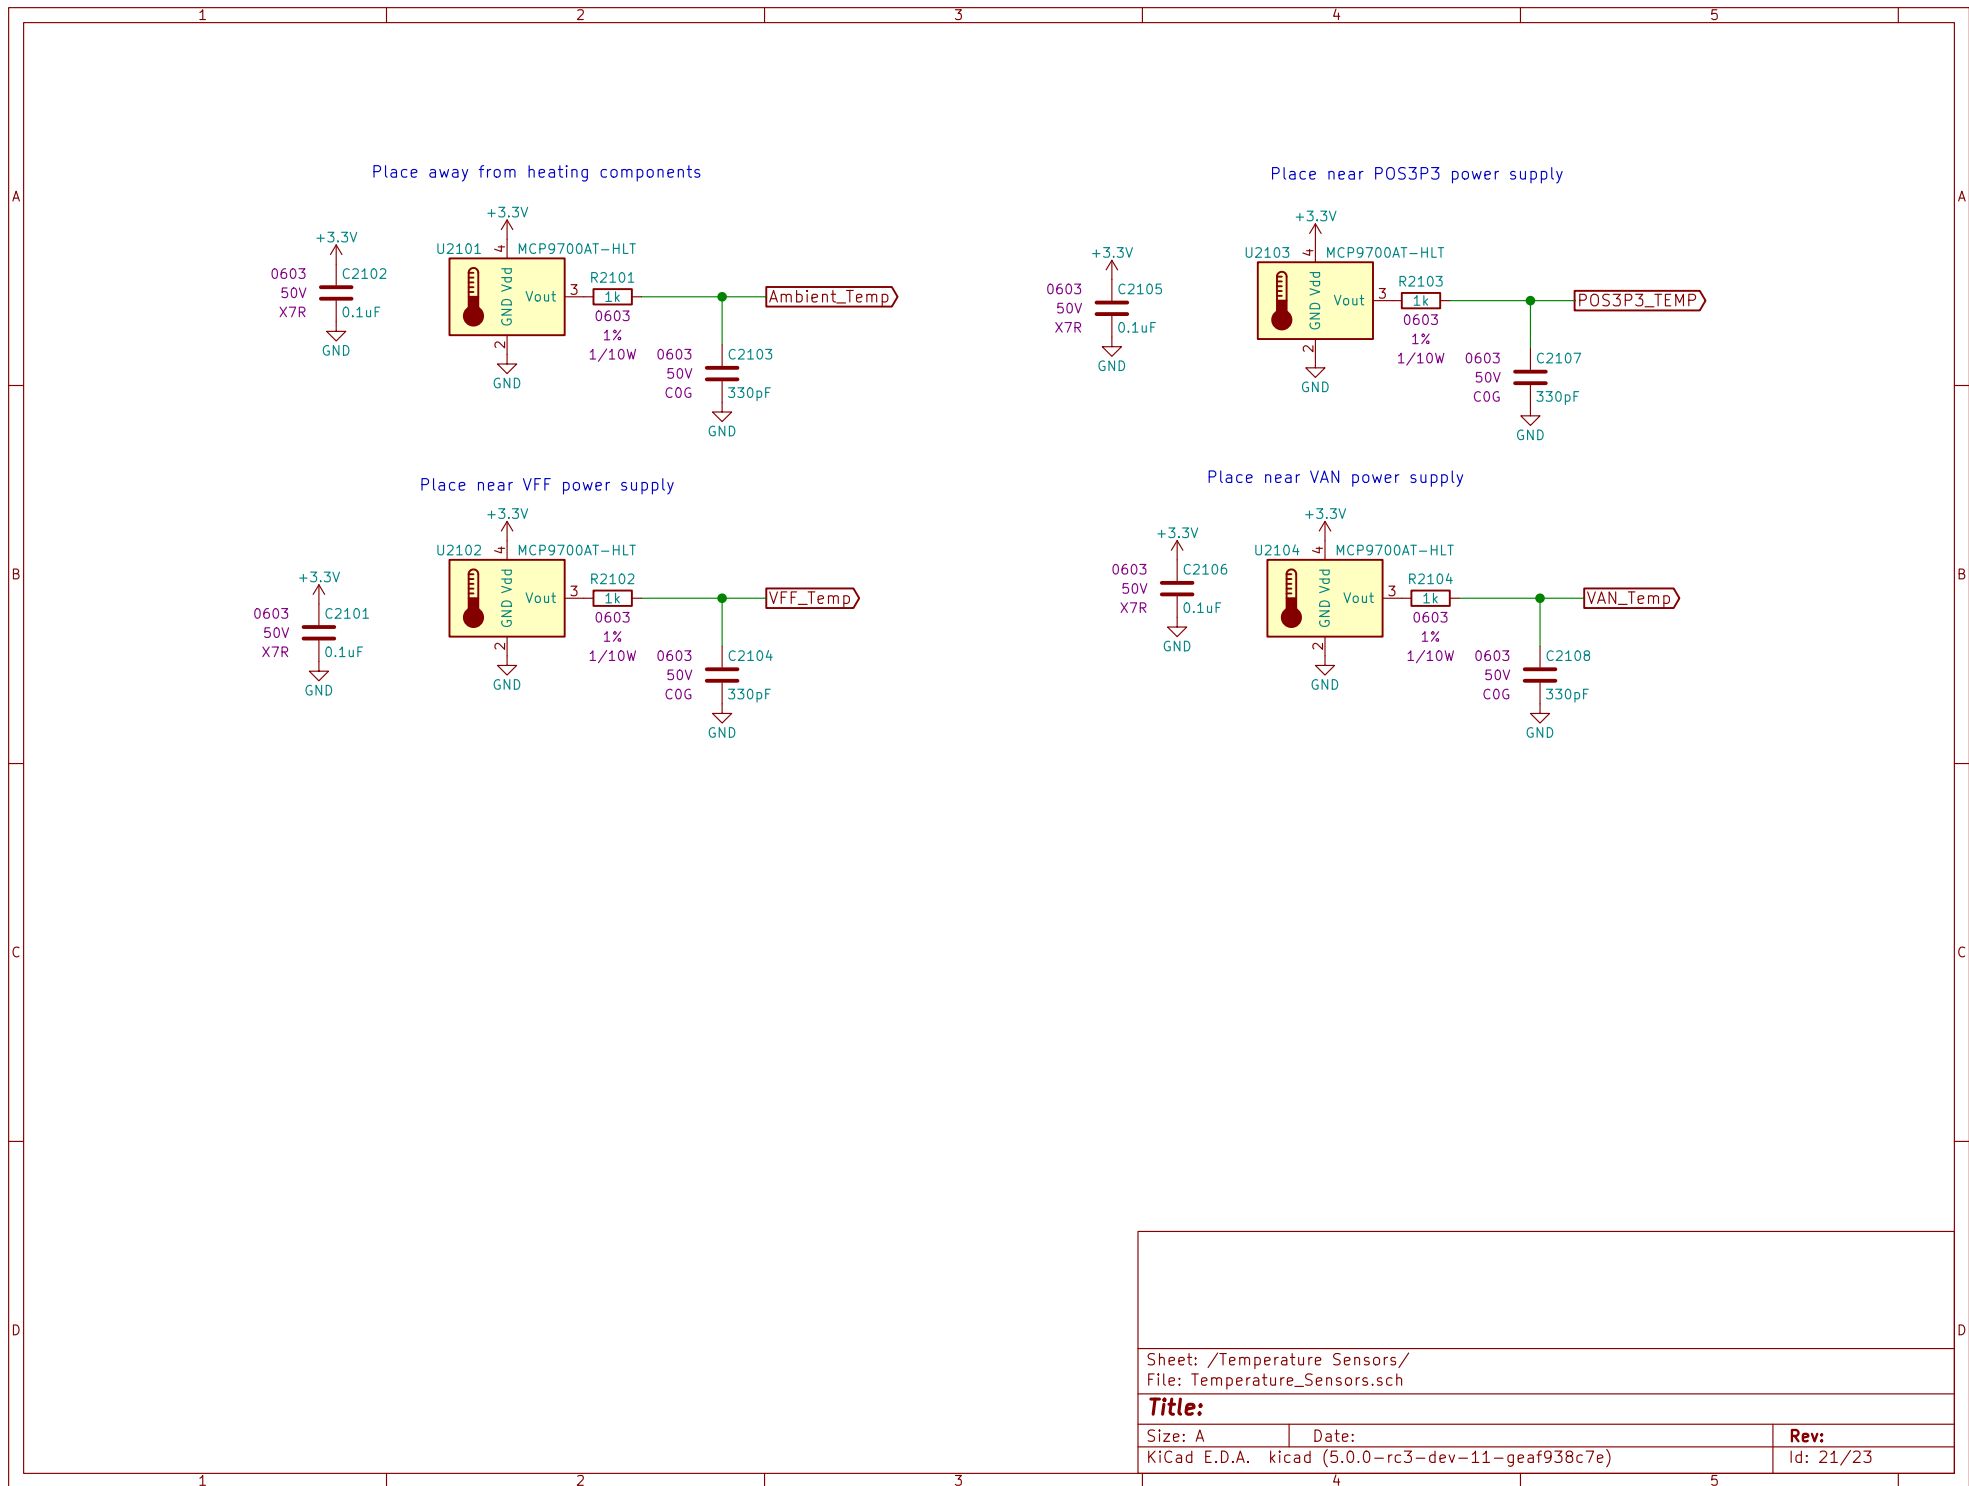 1 2 3 4 5
A A
B B
C C
D D
Place away from heating components
+3.3V
+3.3V
U2101 4 MCP9700AT-HLT
0603 C2102
50V
X7R 0.1uF
GND
GND Vdd
Vout 3
R2101
1k
0603
1%
1/10W
Ambient_Temp
2
GND
0603 C2103
50V
C0G 330pF
GND
Place near POS3P3 power supply
+3.3V
+3.3V
U2103 4 MCP9700AT-HLT
0603 C2105
50V
X7R 0.1uF
GND
GND Vdd
Vout 3
R2103
1k
0603
1%
1/10W
POS3P3_TEMP
2
GND
0603 C2107
50V
C0G 330pF
GND
Place near VFF power supply
+3.3V
+3.3V
U2102 4 MCP9700AT-HLT
0603 C2101
50V
X7R 0.1uF
GND
GND Vdd
Vout 3
R2102
1k
0603
1%
1/10W
VFF_Temp
2
GND
0603 C2104
50V
C0G 330pF
GND
Place near VAN power supply
+3.3V
+3.3V
U2104 4 MCP9700AT-HLT
0603 C2106
50V
X7R 0.1uF
GND
GND Vdd
Vout 3
R2104
1k
0603
1%
1/10W
VAN_Temp
2
GND
0603 C2108
50V
C0G 330pF
GND
Sheet: /Temperature Sensors/
File: Temperature_Sensors.sch
Title:
Size: A Date: Rev:
KiCad E.D.A. kicad (5.0.0-rc3-dev-11-geaf938c7e) Id: 21/23
1 2 3 4 5